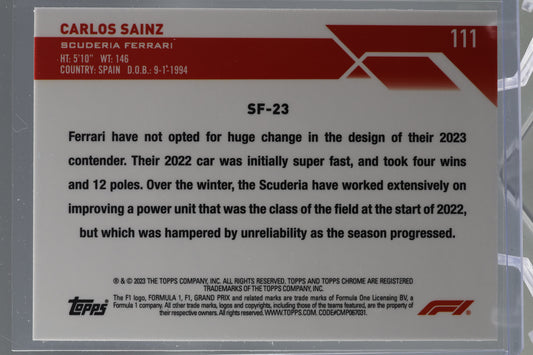 CARLOS SAINZ
111
SCUDERIA FERRARI
HT: 5'10" WT: 146
COUNTRY: SPAIN D.O.B.: 9-1-1994
SF-23
Ferrari have not opted for huge change in the design of their 2023
contender. Their 2022 car was initially super fast, and took four wins
and 12 poles. Over the winter, the Scuderia have worked extensively on
improving a power unit that was the class of the field at the start of 2022,
but which was hampered by unreliability as the season progressed.
® & © 2023 THE TOPPS COMPANY, INC. ALL RIGHTS RESERVED. TOPPS AND TOPPS CHROME ARE REGISTERED
TRADEMARKS OF THE TOPPS COMPANY, INC.
The F1 logo, FORMULA 1, F1, GRAND PRIX and related marks are trade marks of Formula One Licensing BV, a
Formula 1 company. All other trade marks, logos and copyrights, including those of the teams featured, are the property of
their respective owners. All rights reserved. WWW.TOPPS.COM. CODE#CMP067031.
Topps
F1